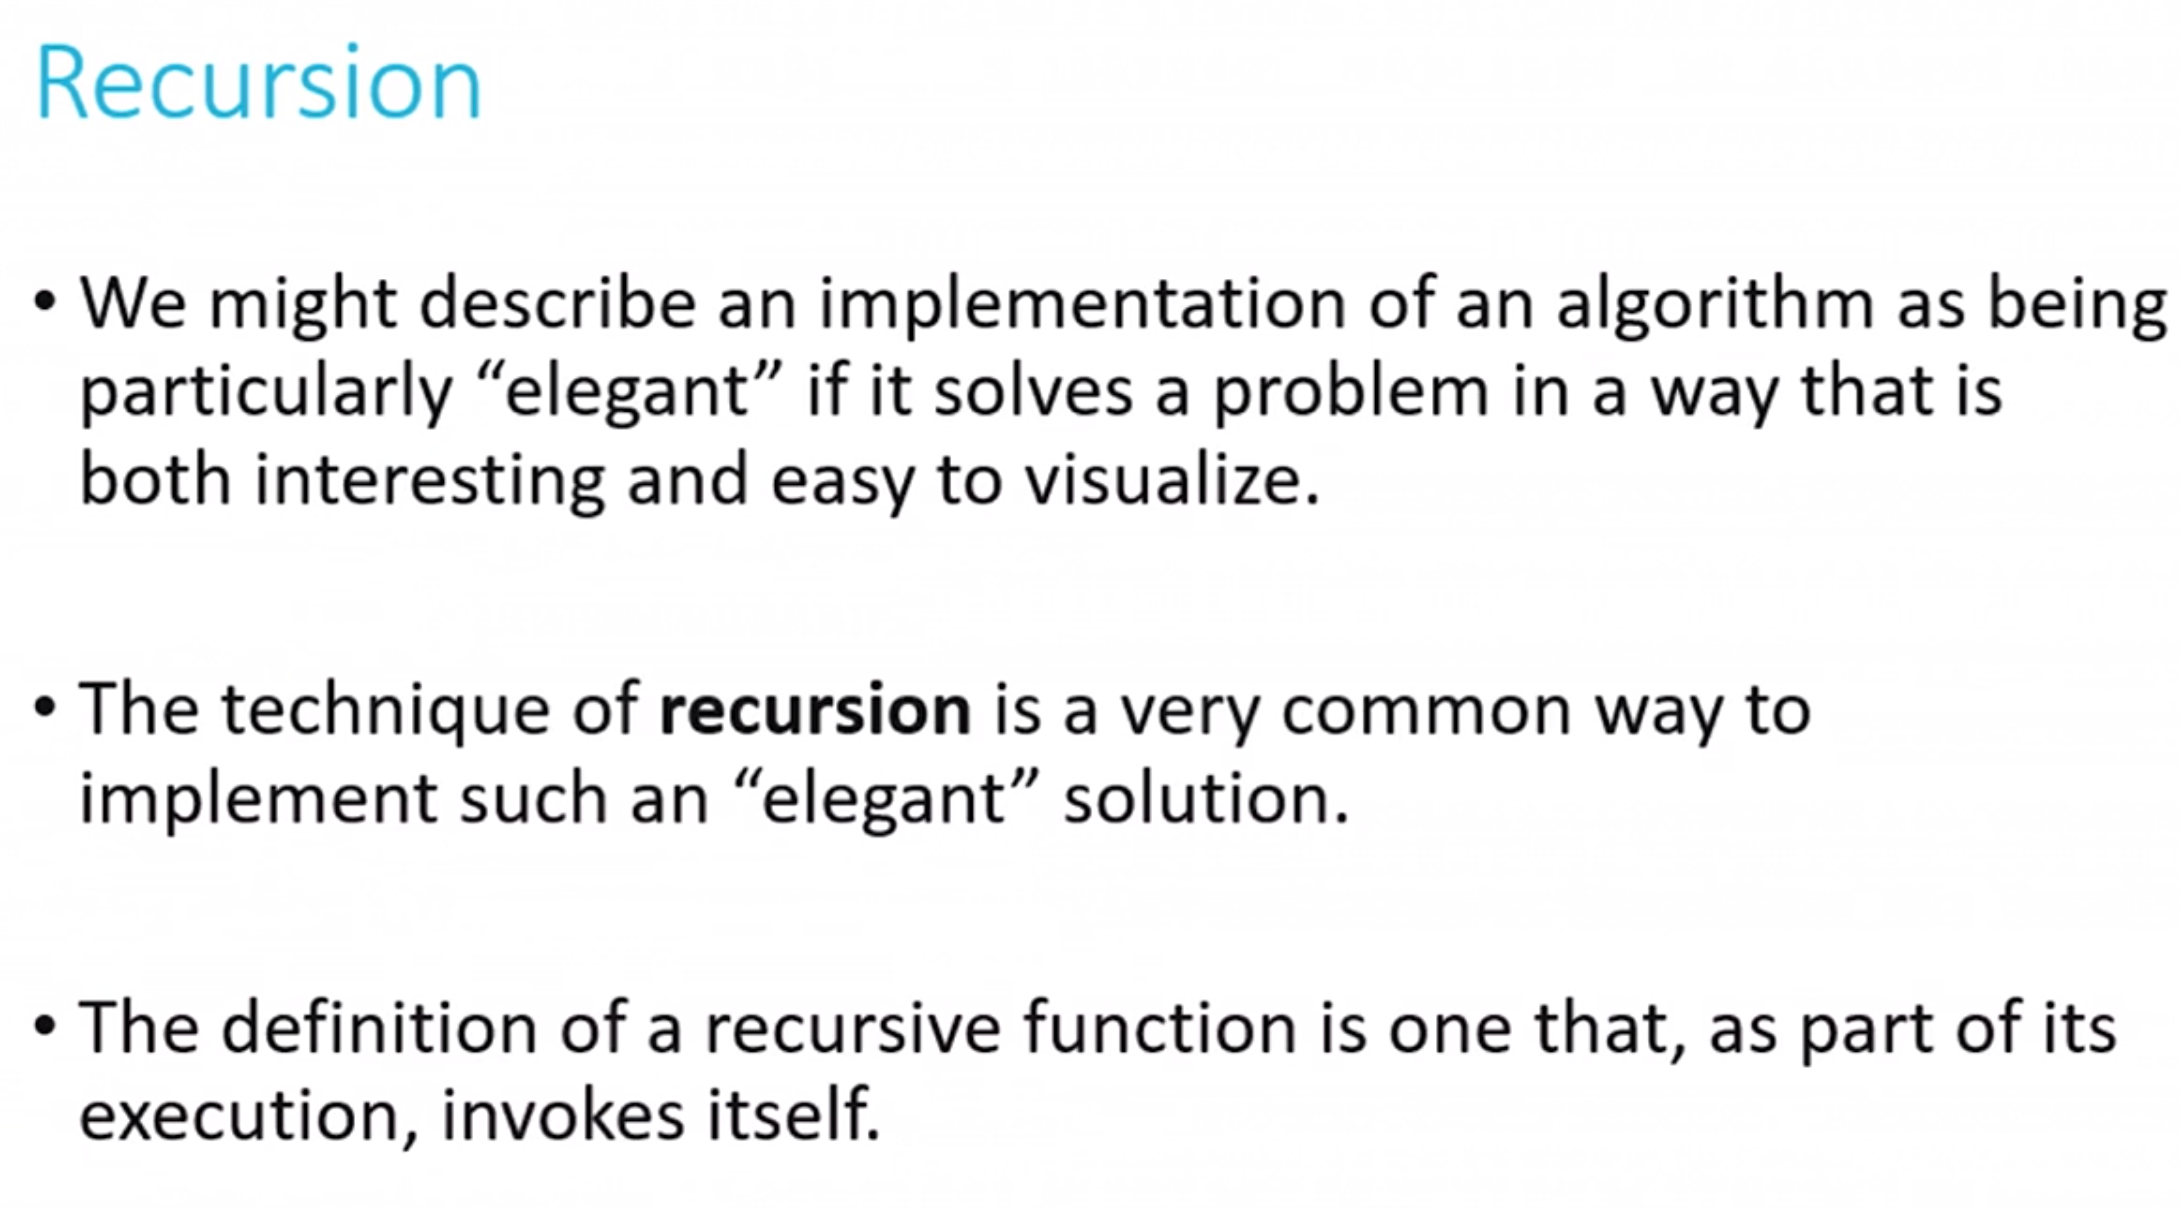 Recursion
• We might describe an implementation of an algorithm as being
particularly “elegant” if it solves a problem in a way that is
both interesting and easy to visualize.
• The technique of recursion is a very common way to
implement such an “elegant” solution.
• The definition of a recursive function is one that, as part of its
execution, invokes itself.